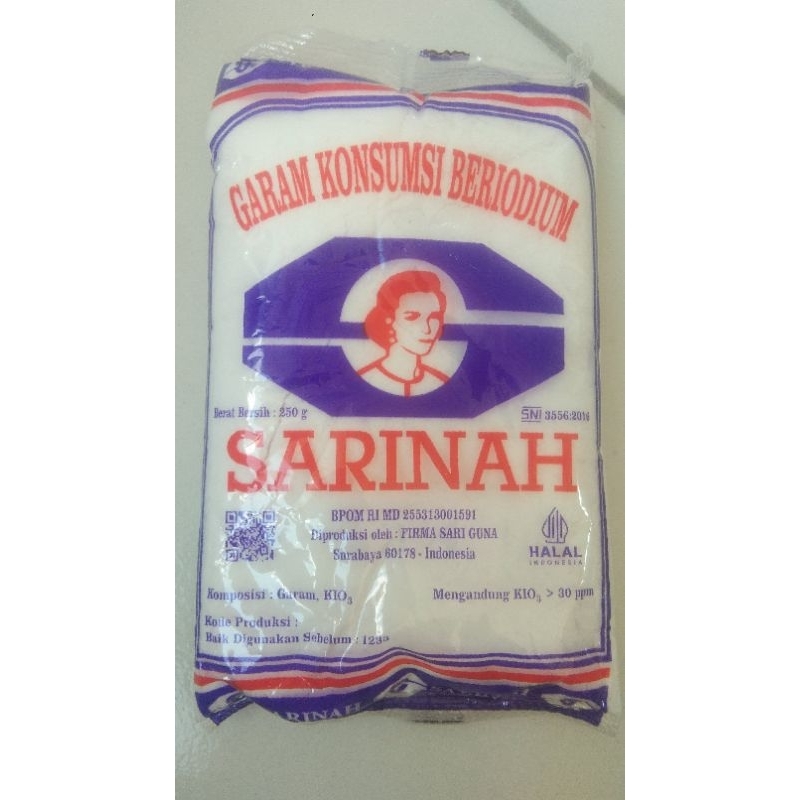 GARAM KONSUMSI BERIODIUM
Berat Bersih : 250 g
SNI 3556:2016
SARINAH
BPOM RI MD 255313001591
Diproduksi oleh : FIRMA SARI GUNA
Surabaya 60178 - Indonesia
HALAL
INDONESIA
Komposisi : Garam, KIO₃
Mengandung KIO₃ > 30 ppm
Kode Produksi :
Baik Digunakan Sebelum :
SARINAH